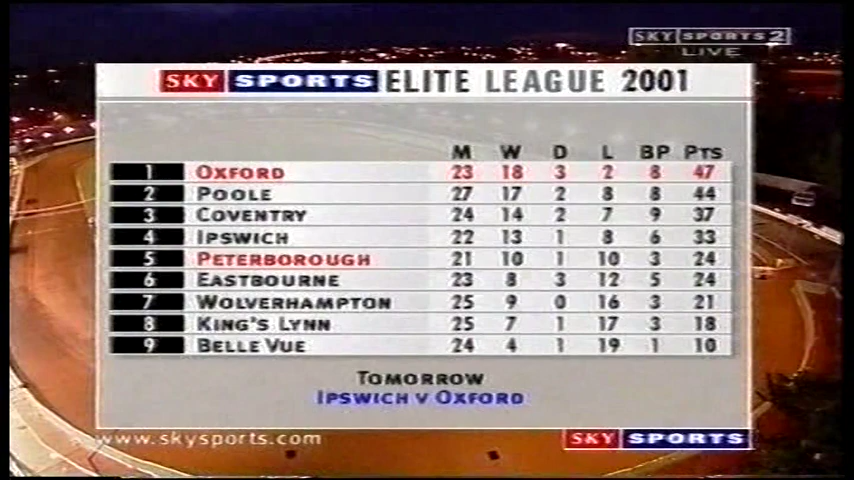 SKY SPORTS 2
LIVE
SKY SPORTS ELITE LEAGUE 2001
M W D L BP PTS
1 OXFORD 23 18 3 2 8 47
2 POOLE 27 17 2 8 8 44
3 COVENTRY 24 14 2 7 9 37
4 IPSWICH 22 13 1 8 6 33
5 PETERBOROUGH 21 10 1 10 3 24
6 EASTBOURNE 23 8 3 12 5 24
7 WOLVERHAMPTON 25 9 0 16 3 21
8 KING'S LYNN 25 7 1 17 3 18
9 BELLE VUE 24 4 1 19 1 10
TOMORROW
IPSWICH V OXFORD
www.skysports.com
SKY SPORTS